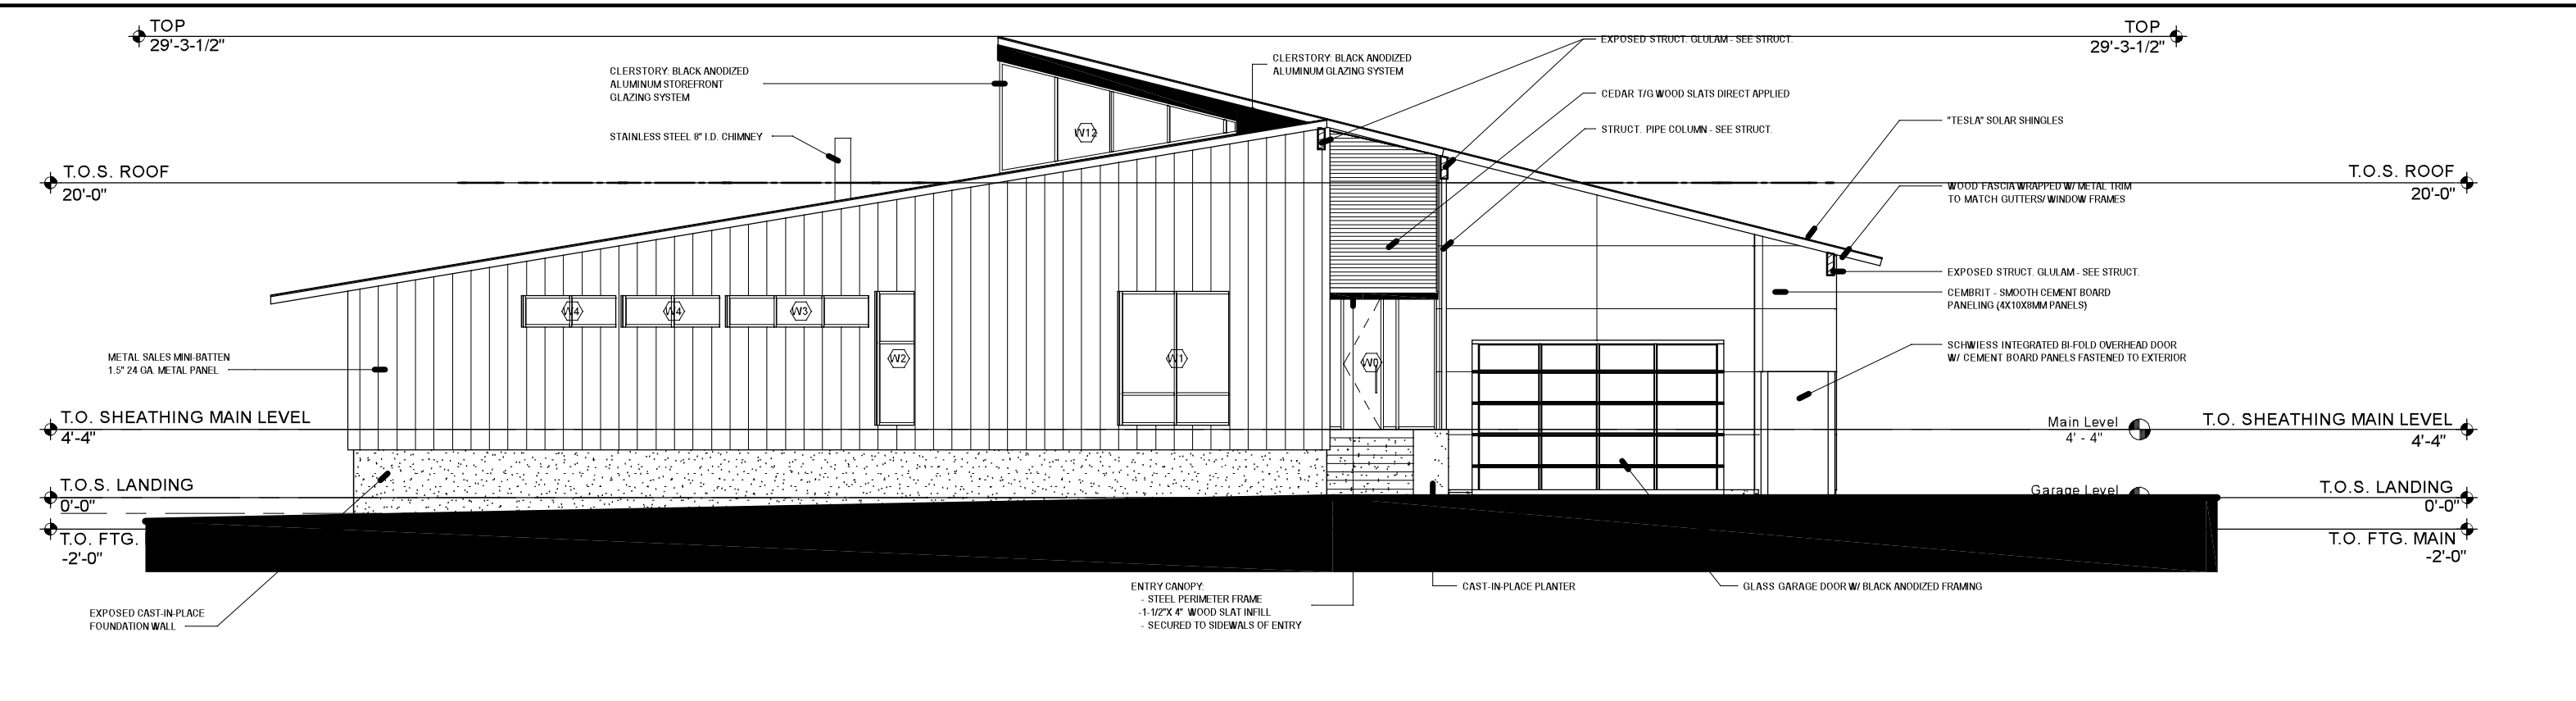 TOP
29'-3-1/2"
TOP
29'-3-1/2"
EXPOSED STRUCT. GLULAM - SEE STRUCT.
CLERSTORY: BLACK ANODIZED
ALUMINUM GLAZING SYSTEM
CLERSTORY: BLACK ANODIZED
ALUMINUM STOREFRONT
GLAZING SYSTEM
CEDAR T/G WOOD SLATS DIRECT APPLIED
"TESLA" SOLAR SHINGLES
STRUCT. PIPE COLUMN - SEE STRUCT.
W12
STAINLESS STEEL 8" I.D. CHIMNEY
T.O.S. ROOF
20'-0"
T.O.S. ROOF
20'-0"
WOOD FASCIA WRAPPED W/ METAL TRIM
TO MATCH GUTTERS/ WINDOW FRAMES
EXPOSED STRUCT. GLULAM - SEE STRUCT.
CEMBRIT - SMOOTH CEMENT BOARD
PANELING (4X10X8MM PANELS)
W4
W4
W3
SCHWIESS INTEGRATED BI-FOLD OVERHEAD DOOR
W/ CEMENT BOARD PANELS FASTENED TO EXTERIOR
METAL SALES MINI-BATTEN
1.5" 24 GA. METAL PANEL
W2
W1
W0
T.O. SHEATHING MAIN LEVEL
4'-4"
Main Level
4' - 4"
T.O. SHEATHING MAIN LEVEL
4'-4"
T.O.S. LANDING
0'-0"
Garage Level
T.O.S. LANDING
0'-0"
T.O. FTG.
-2'-0"
T.O. FTG. MAIN
-2'-0"
ENTRY CANOPY:
- STEEL PERIMETER FRAME
-1-1/2"X 4" WOOD SLAT INFILL
- SECURED TO SIDEWALS OF ENTRY
CAST-IN-PLACE PLANTER
GLASS GARAGE DOOR W/ BLACK ANODIZED FRAMING
EXPOSED CAST-IN-PLACE
FOUNDATION WALL